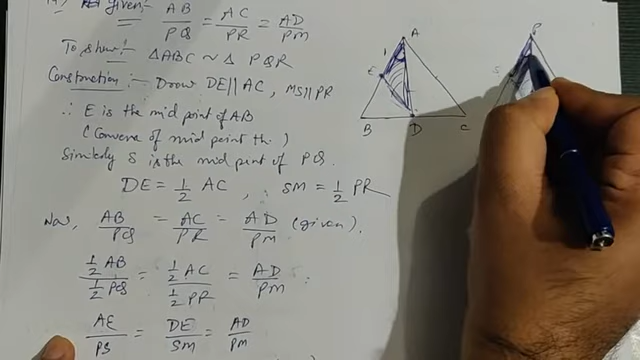 Given:- AB/PQ = AC/PR = AD/PM
To show:- ΔABC ~ Δ PQR
Construction:- Draw DE||AC, MS||PR
∴ E is the mid point of AB
(Converse of mid point th.)
Similarly S is the mid point of PQ.
DE = 1/2 AC, SM = 1/2 PR
Now, AB/PQ = AC/PR = AD/PM (given).
1/2 AB / 1/2 PQ = 1/2 AC / 1/2 PR = AD/PM
AE/PS = DE/SM = AD/PM
A
1
E
B
D
C
P
S